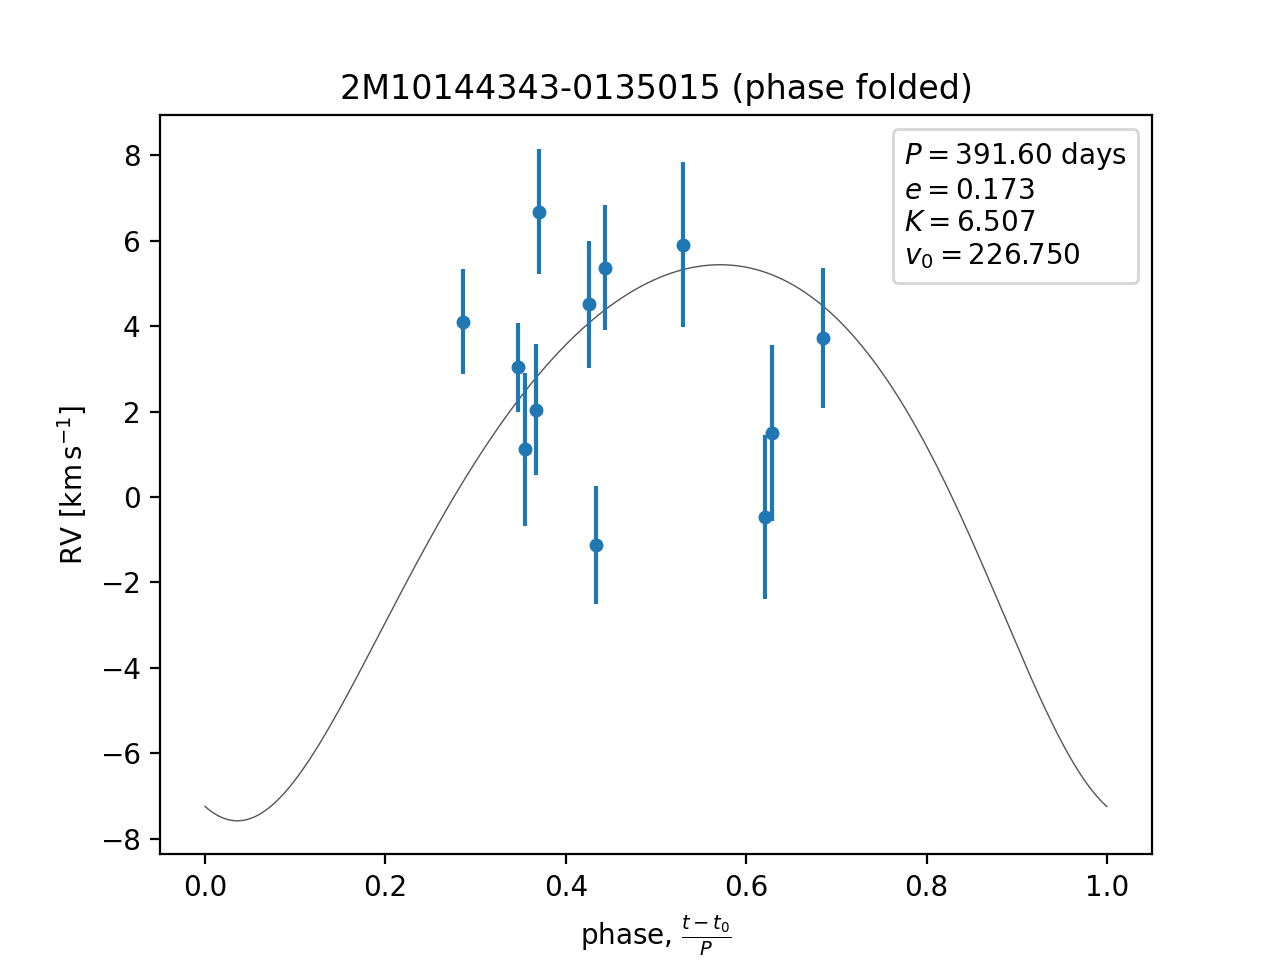 2M10144343-0135015 (phase folded)
P = 391.60 days
e = 0.173
K = 6.507
v₀ = 226.750
RV [km s⁻¹]
8
6
4
2
0
−2
−4
−6
−8
0.0 0.2 0.4 0.6 0.8 1.0
phase, (t − t₀)/P